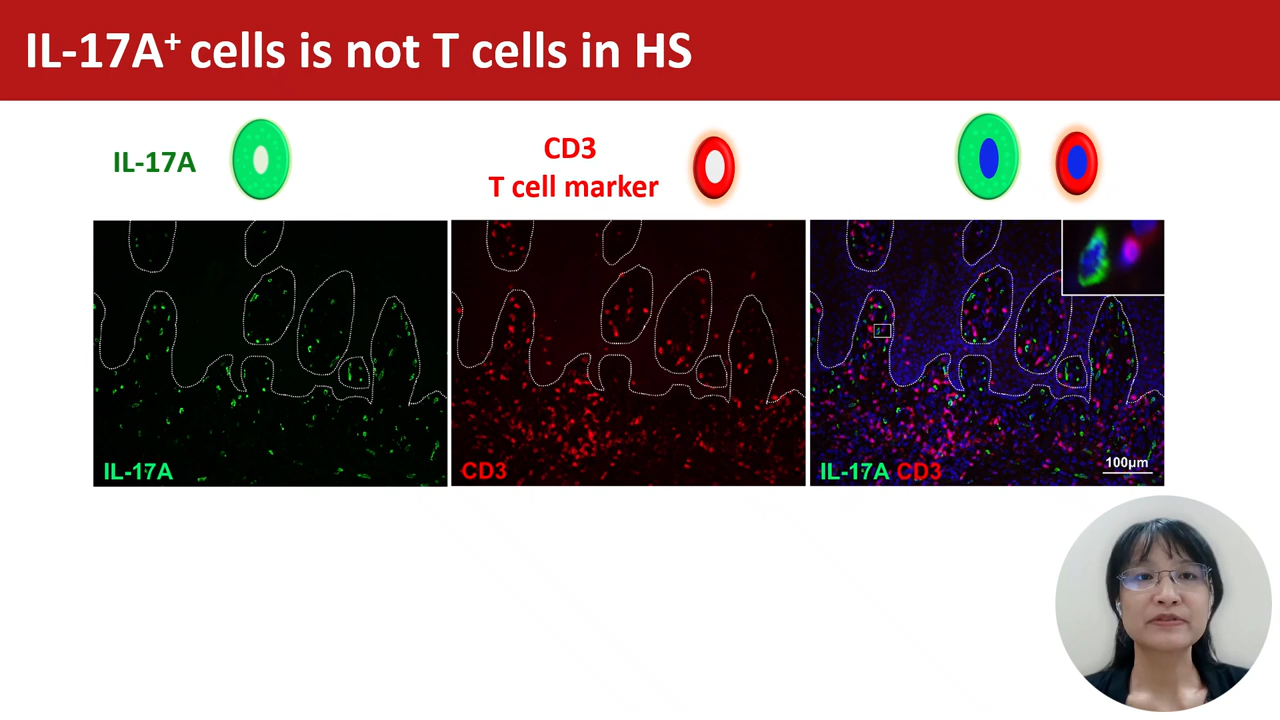 IL-17A⁺ cells is not T cells in HS
IL-17A
CD3
T cell marker
IL-17A
CD3
IL-17A CD3
100μm